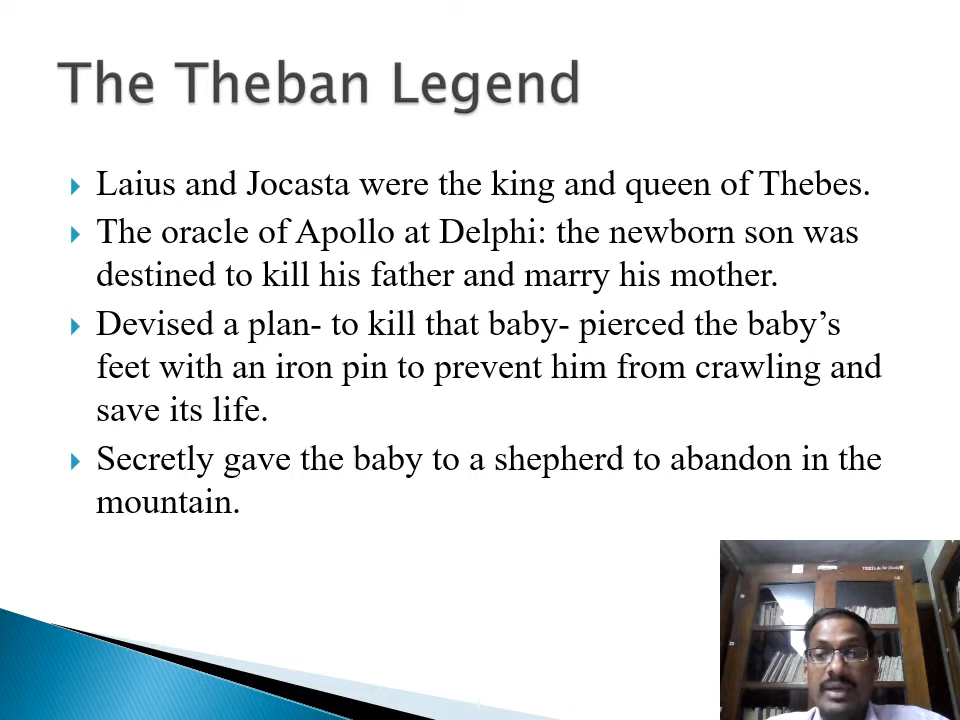 The Theban Legend
Laius and Jocasta were the king and queen of Thebes.
The oracle of Apollo at Delphi: the newborn son was
destined to kill his father and marry his mother.
Devised a plan- to kill that baby- pierced the baby’s
feet with an iron pin to prevent him from crawling and
save its life.
Secretly gave the baby to a shepherd to abandon in the
mountain.